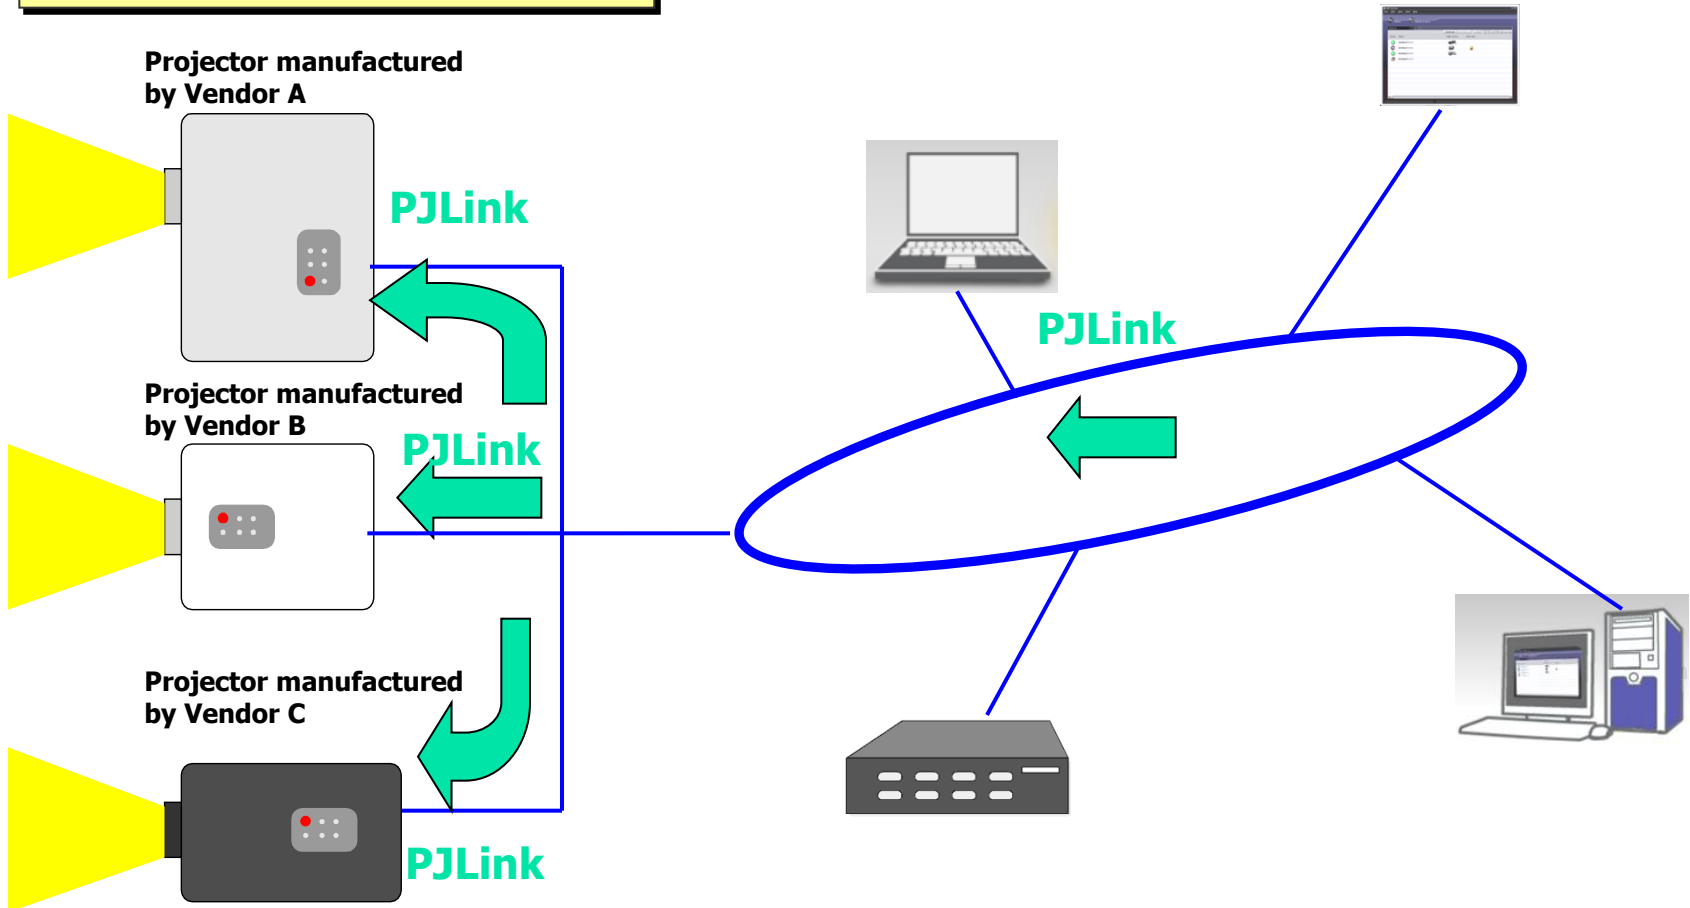 Projector manufactured
by Vendor A
PJLink
PJLink
Projector manufactured
by Vendor B
PJLink
Projector manufactured
by Vendor C
PJLink